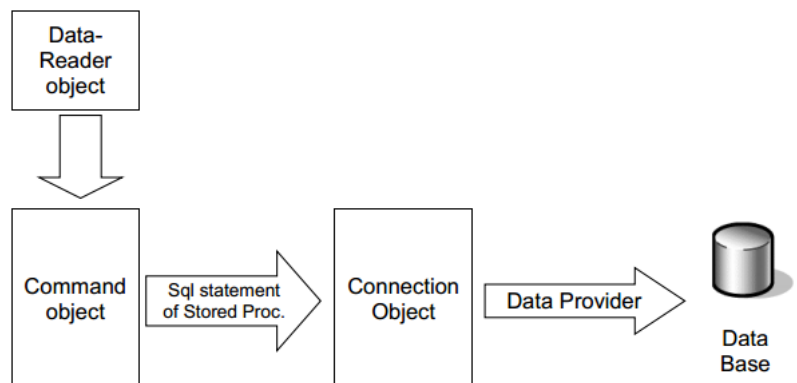 Data-
Reader
object
Command
object
Sql statement
of Stored Proc.
Connection
Object
Data Provider
Data
Base